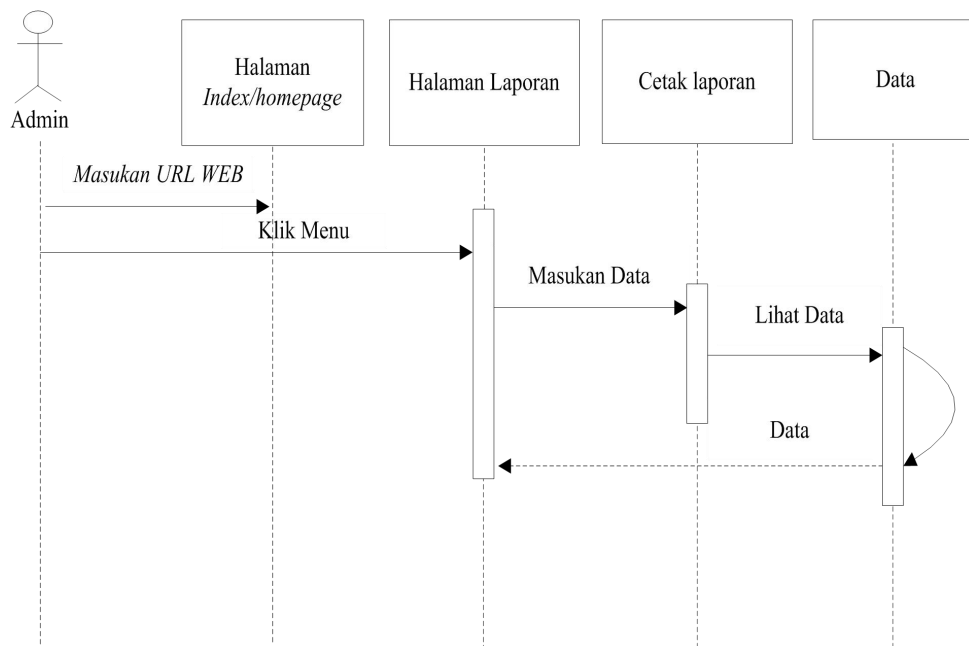 Halaman
Index/homepage
Halaman Laporan
Cetak laporan
Data
Admin
Masukan URL WEB
Klik Menu
Masukan Data
Lihat Data
Data